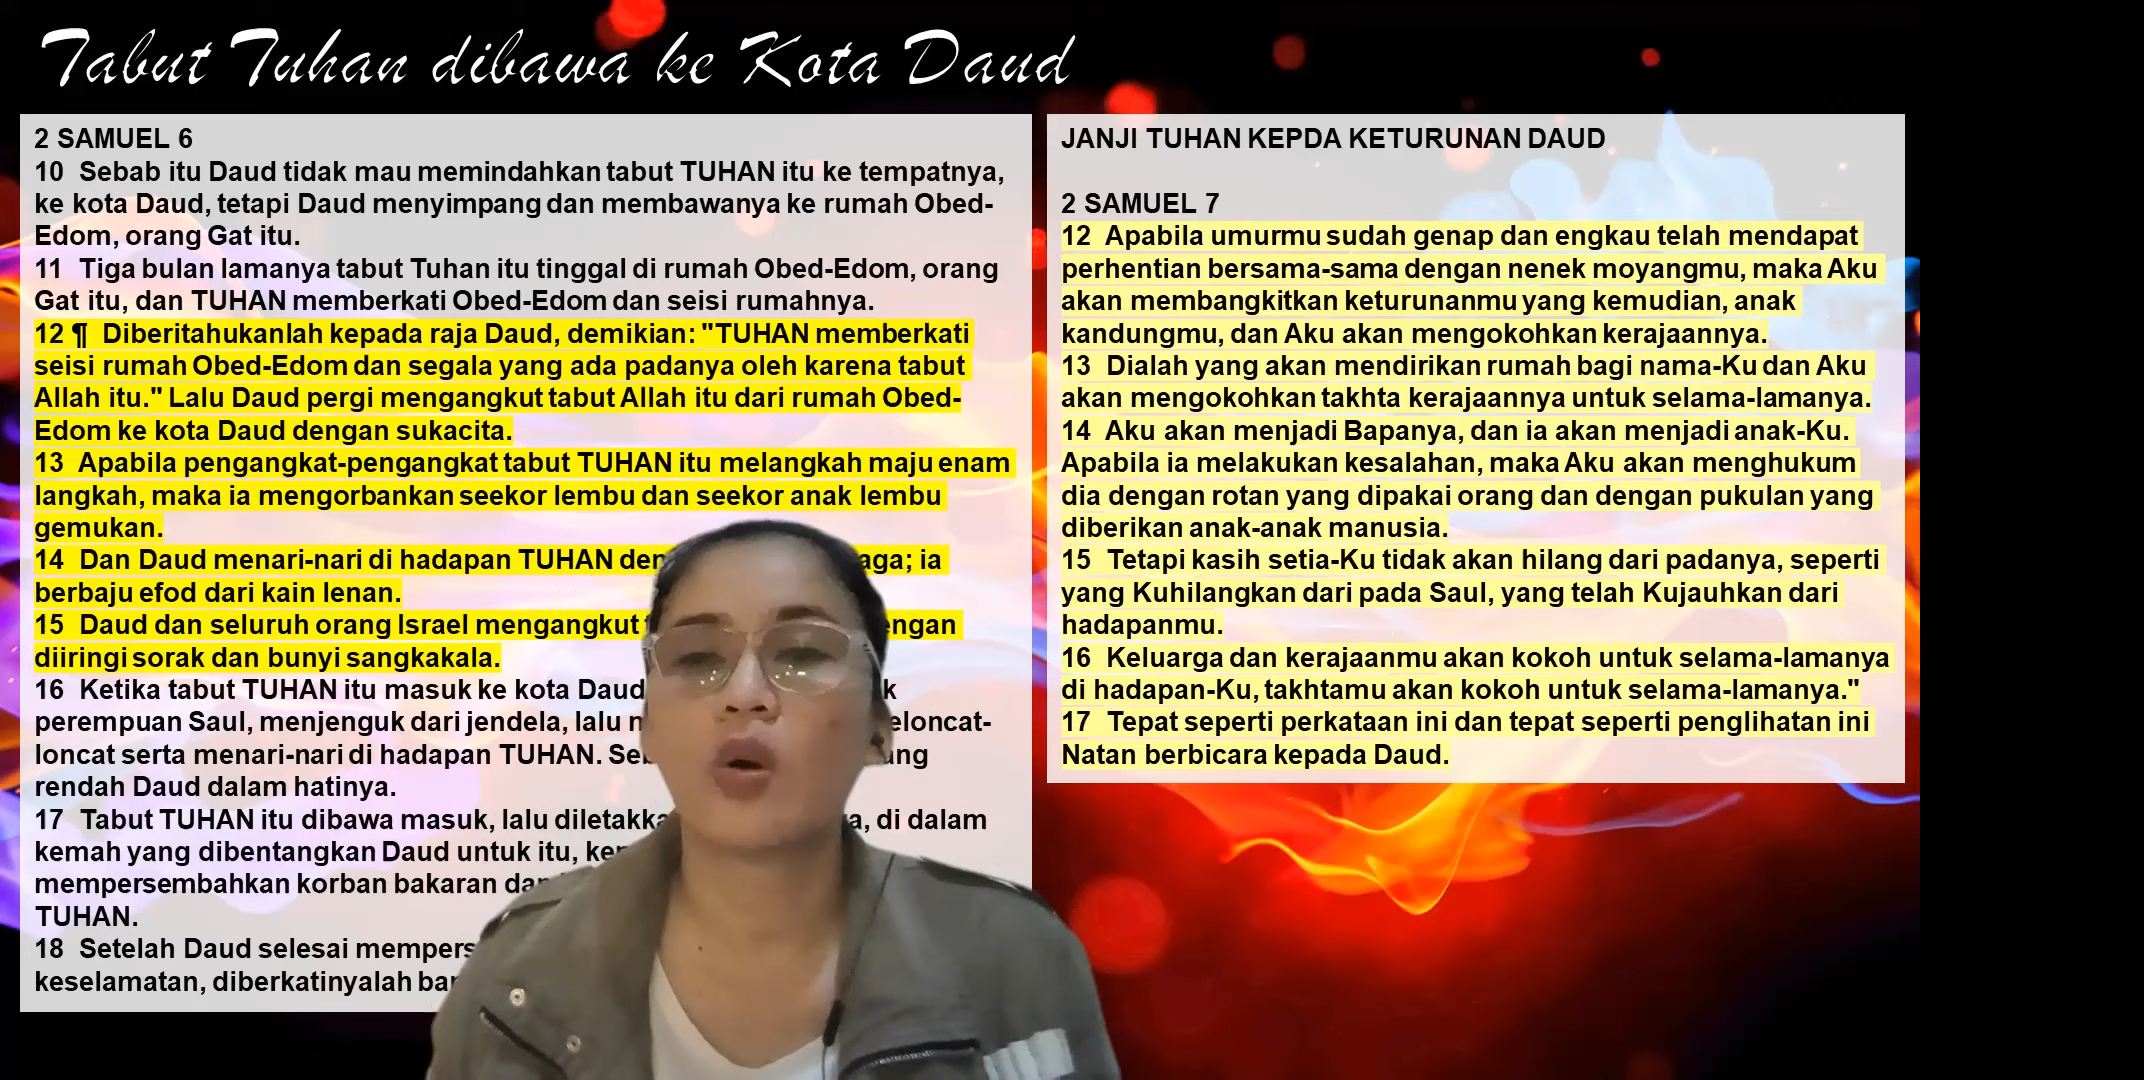 Tabut Tuhan dibawa ke Kota Daud
2 SAMUEL 6
10 Sebab itu Daud tidak mau memindahkan tabut TUHAN itu ke tempatnya,
ke kota Daud, tetapi Daud menyimpang dan membawanya ke rumah Obed-
Edom, orang Gat itu.
11 Tiga bulan lamanya tabut Tuhan itu tinggal di rumah Obed-Edom, orang
Gat itu, dan TUHAN memberkati Obed-Edom dan seisi rumahnya.
12 ¶ Diberitahukanlah kepada raja Daud, demikian: "TUHAN memberkati
seisi rumah Obed-Edom dan segala yang ada padanya oleh karena tabut
Allah itu." Lalu Daud pergi mengangkut tabut Allah itu dari rumah Obed-
Edom ke kota Daud dengan sukacita.
13 Apabila pengangkat-pengangkat tabut TUHAN itu melangkah maju enam
langkah, maka ia mengorbankan seekor lembu dan seekor anak lembu
gemukan.
14 Dan Daud menari-nari di hadapan TUHAN ia
berbaju efod dari kain lenan.
15 Daud dan seluruh orang Israel mengangkut
diiringi sorak dan bunyi sangkakala.
16 Ketika tabut TUHAN itu masuk ke kota Daud
perempuan Saul, menjenguk dari jendela, lalu
loncat serta menari-nari di hadapan TUHAN.
rendah Daud dalam hatinya.
17 Tabut TUHAN itu dibawa masuk, lalu di dalam
kemah yang dibentangkan Daud untuk itu,
mempersembahkan korban bakaran
TUHAN.
18 Setelah Daud selesai
keselamatan, diberkatinyalah
JANJI TUHAN KEPDA KETURUNAN DAUD
2 SAMUEL 7
12 Apabila umurmu sudah genap dan engkau telah mendapat
perhentian bersama-sama dengan nenek moyangmu, maka Aku
akan membangkitkan keturunanmu yang kemudian, anak
kandungmu, dan Aku akan mengokohkan kerajaannya.
13 Dialah yang akan mendirikan rumah bagi nama-Ku dan Aku
akan mengokohkan takhta kerajaannya untuk selama-lamanya.
14 Aku akan menjadi Bapanya, dan ia akan menjadi anak-Ku.
Apabila ia melakukan kesalahan, maka Aku akan menghukum
dia dengan rotan yang dipakai orang dan dengan pukulan yang
diberikan anak-anak manusia.
15 Tetapi kasih setia-Ku tidak akan hilang dari padanya, seperti
yang Kuhilangkan dari pada Saul, yang telah Kujauhkan dari
hadapanmu.
16 Keluarga dan kerajaanmu akan kokoh untuk selama-lamanya
di hadapan-Ku, takhtamu akan kokoh untuk selama-lamanya."
17 Tepat seperti perkataan ini dan tepat seperti penglihatan ini
Natan berbicara kepada Daud.